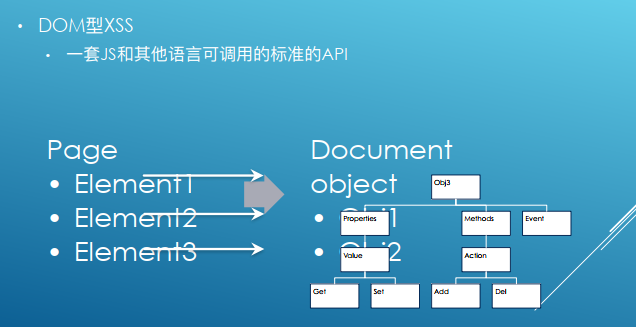 • DOM型XSS
• 一套JS和其他语言可调用的标准的API
Page
• Element1
• Element2
• Element3
Document
object
• Obj1
• Obj2
Obj3
Properties
Methods
Event
Value
Action
Get
Set
Add
Del